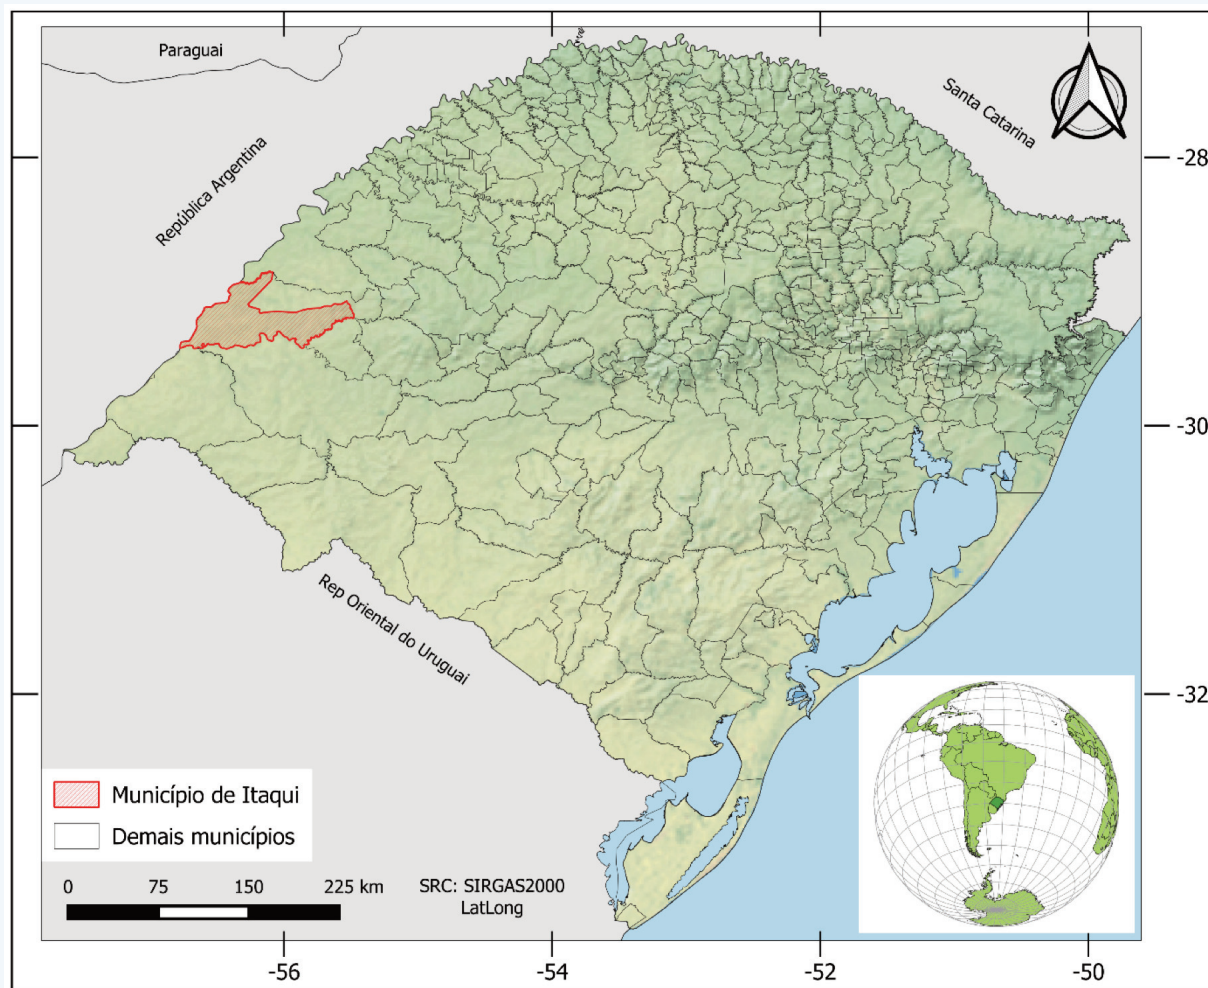 Paraguai
Santa Catarina
República Argentina
-28
-30
Rep Oriental do Uruguai
-32
Município de Itaqui
Demais municípios
0 75 150 225 km
SRC: SIRGAS2000
LatLong
-56 -54 -52 -50